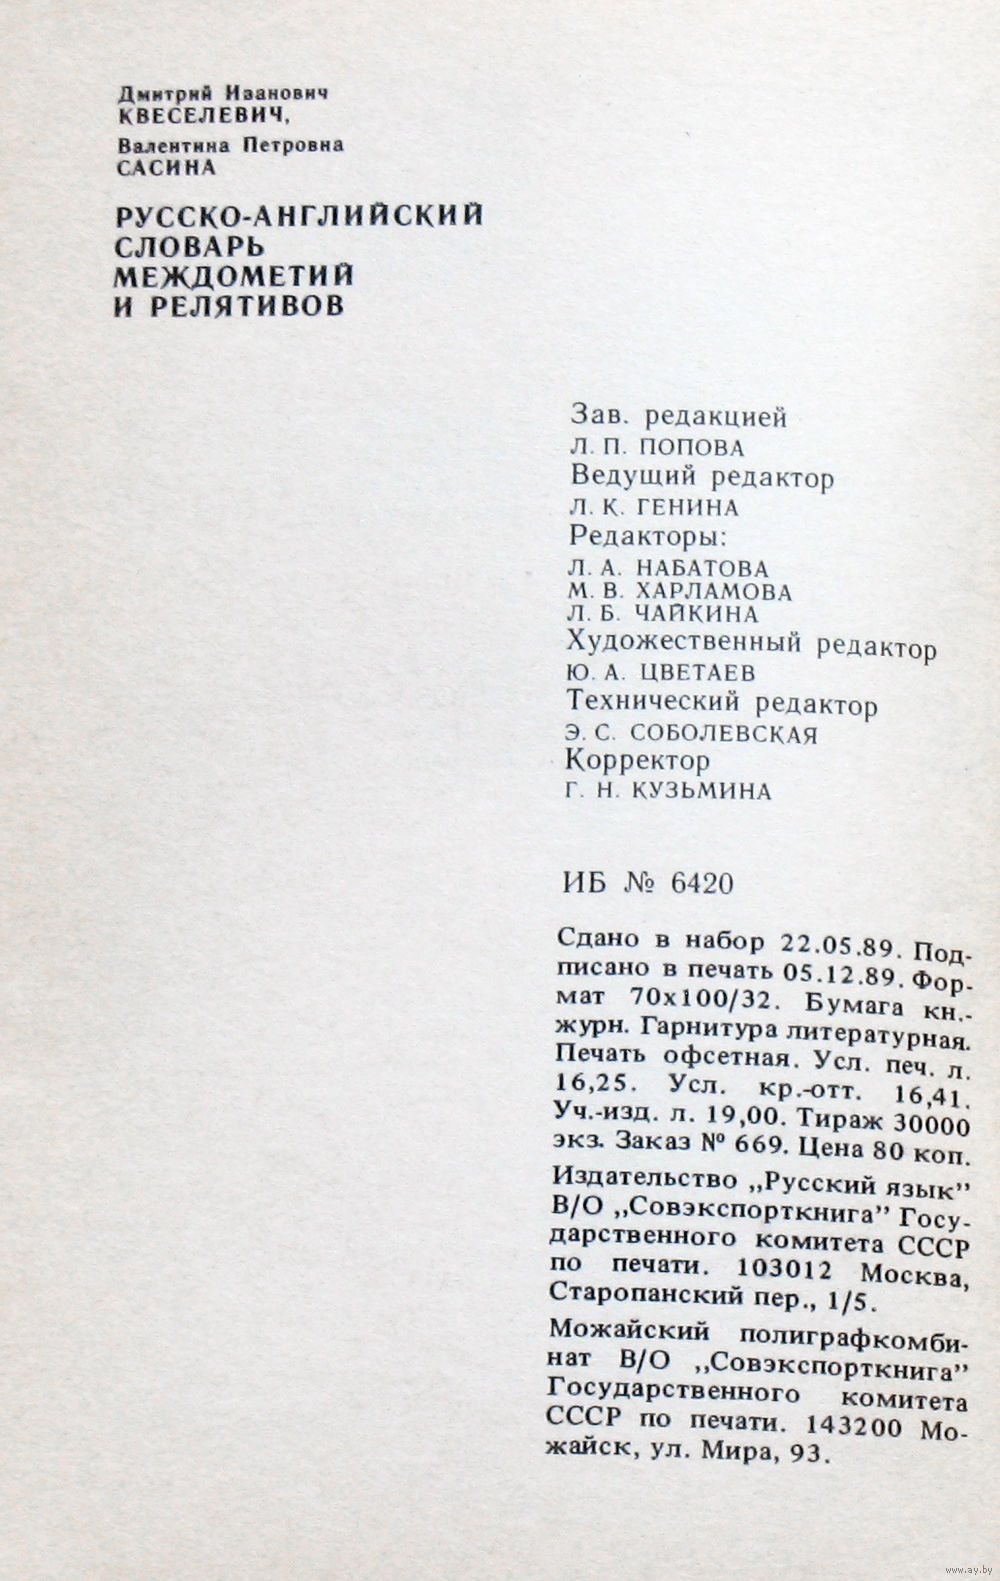 Дмитрий Иванович
КВЕСЕЛЕВИЧ,
Валентина Петровна
САСИНА
РУССКО-АНГЛИЙСКИЙ
СЛОВАРЬ
МЕЖДОМЕТИЙ
И РЕЛЯТИВОВ
Зав. редакцией
Л. П. ПОПОВА
Ведущий редактор
Л. К. ГЕНИНА
Редакторы:
Л. А. НАБАТОВА
М. В. ХАРЛАМОВА
Л. Б. ЧАЙКИНА
Художественный редактор
Ю. А. ЦВЕТАЕВ
Технический редактор
Э. С. СОБОЛЕВСКАЯ
Корректор
Г. Н. КУЗЬМИНА
ИБ № 6420
Сдано в набор 22.05.89. Под-
писано в печать 05.12.89. Фор-
мат 70x100/32. Бумага кн.-
журн. Гарнитура литературная.
Печать офсетная. Усл. печ. л.
16,25. Усл. кр.-отт. 16,41.
Уч.-изд. л. 19,00. Тираж 30000
экз. Заказ № 669. Цена 80 коп.
Издательство „Русский язык”
В/О „Совэкспорткнига” Госу-
дарственного комитета СССР
по печати. 103012 Москва,
Старопанский пер., 1/5.
Можайский полиграфкомби-
нат В/О „Совэкспорткнига”
Государственного комитета
СССР по печати. 143200 Мо-
жайск, ул. Мира, 93.
www.ay.by